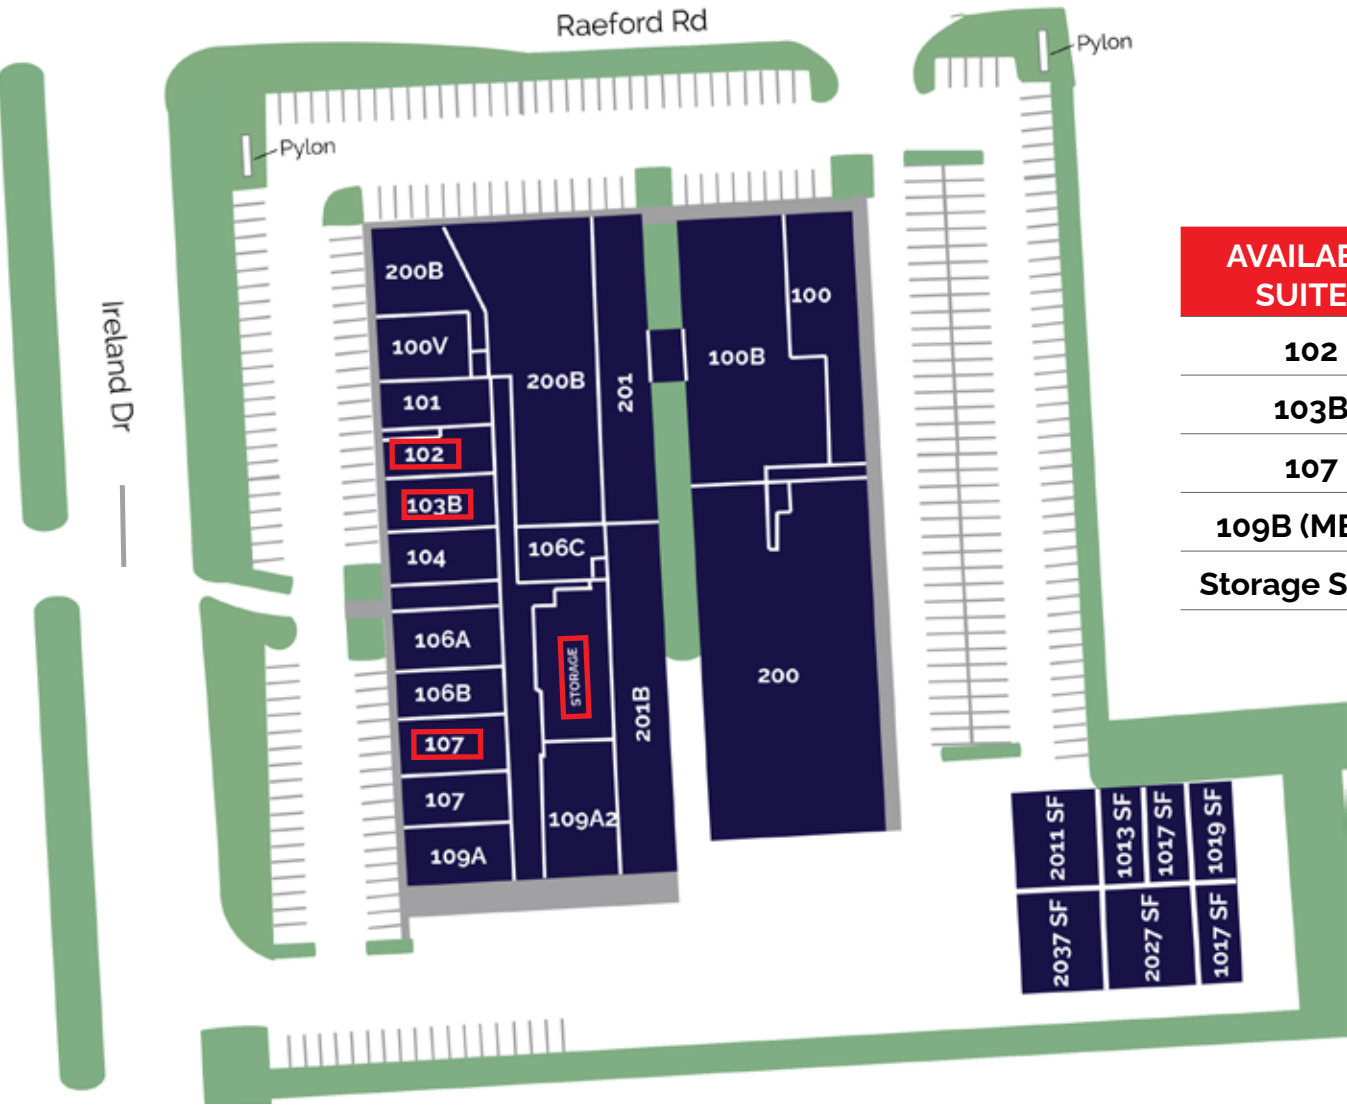 Raeford Rd
Pylon
Pylon
Ireland Dr
200B
100V
101
102
103B
104
106A
106B
107
107
109A
200B
201
106C
STORAGE
201B
109A2
100B
100
200
AVAILAB
SUITE
102
103B
107
109B (ME
Storage S
2011 SF
1013 SF
1017 SF
1019 SF
2037 SF
2027 SF
1017 SF